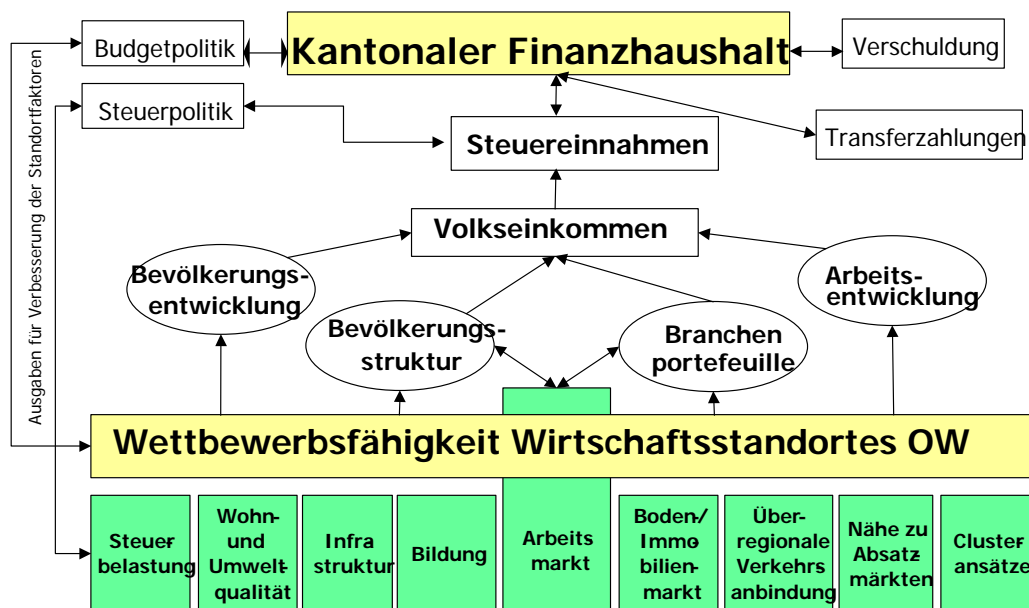 Budgetpolitik
Kantonaler Finanzhaushalt
Verschuldung
Steuerpolitik
Steuereinnahmen
Transferzahlungen
Ausgaben für Verbesserung der Standortfaktoren
Volkseinkommen
Bevölkerungs-
entwicklung
Bevölkerungs-
struktur
Branchen
portefeuille
Arbeits-
entwicklung
Wettbewerbsfähigkeit Wirtschaftsstandortes OW
Steuer-
belastung
Wohn-
und
Umwelt-
qualität
Infra
struktur
Bildung
Arbeits
markt
Boden-/
Immo-
bilien-
markt
Über-
regionale
Verkehrs
anbindung
Nähe zu
Absatz-
märkten
Cluster-
ansätze